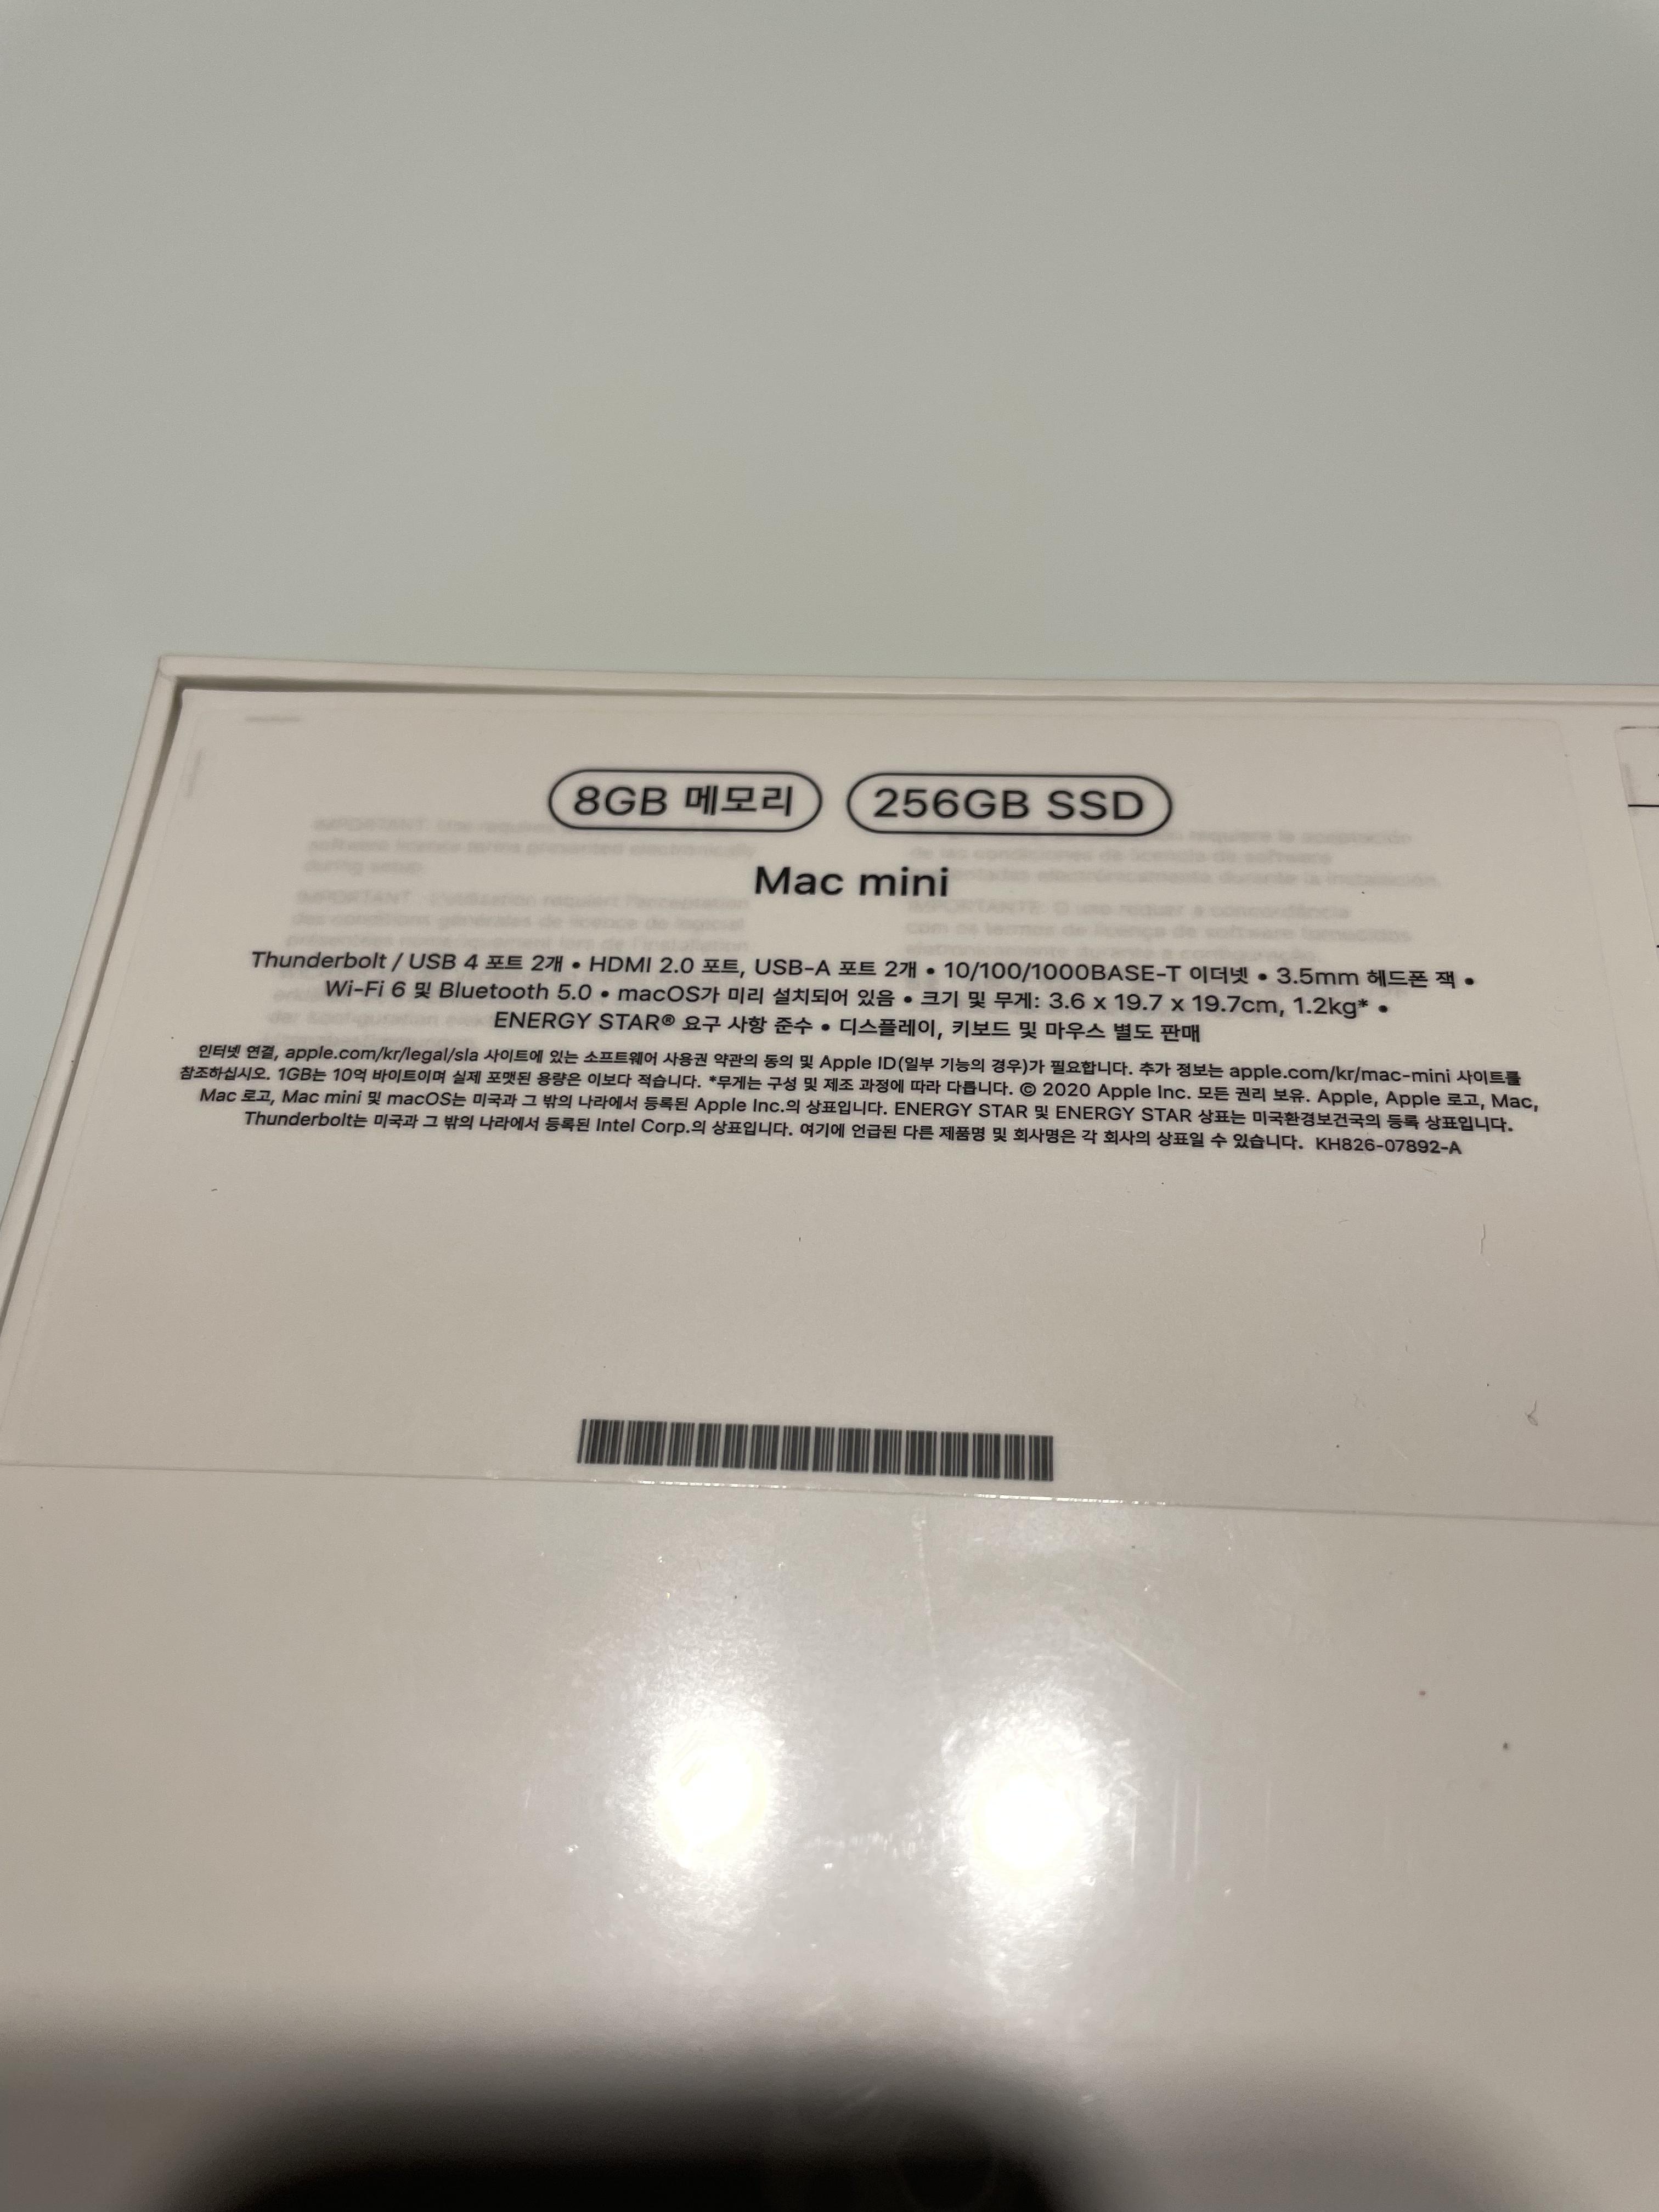 8GB 메모리 256GB SSD
Mac mini
Thunderbolt / USB 4 포트 2개 • HDMI 2.0 포트, USB-A 포트 2개 • 10/100/1000BASE-T 이더넷 • 3.5mm 헤드폰 잭 •
Wi-Fi 6 및 Bluetooth 5.0 • macOS가 미리 설치되어 있음 • 크기 및 무게: 3.6 x 19.7 x 19.7cm, 1.2kg* •
ENERGY STAR® 요구 사항 준수 • 디스플레이, 키보드 및 마우스 별도 판매
인터넷 연결, apple.com/kr/legal/sla 사이트에 있는 소프트웨어 사용권 약관의 동의 및 Apple ID(일부 기능의 경우)가 필요합니다. 추가 정보는 apple.com/kr/mac-mini 사이트를
참조하십시오. 1GB는 10억 바이트이며 실제 포맷된 용량은 이보다 적습니다. *무게는 구성 및 제조 과정에 따라 다릅니다. © 2020 Apple Inc. 모든 권리 보유. Apple, Apple 로고, Mac,
Mac 로고, Mac mini 및 macOS는 미국과 그 밖의 나라에서 등록된 Apple Inc.의 상표입니다. ENERGY STAR 및 ENERGY STAR 상표는 미국환경보건국의 등록 상표입니다.
Thunderbolt는 미국과 그 밖의 나라에서 등록된 Intel Corp.의 상표입니다. 여기에 언급된 다른 제품명 및 회사명은 각 회사의 상표일 수 있습니다. KH826-07892-A